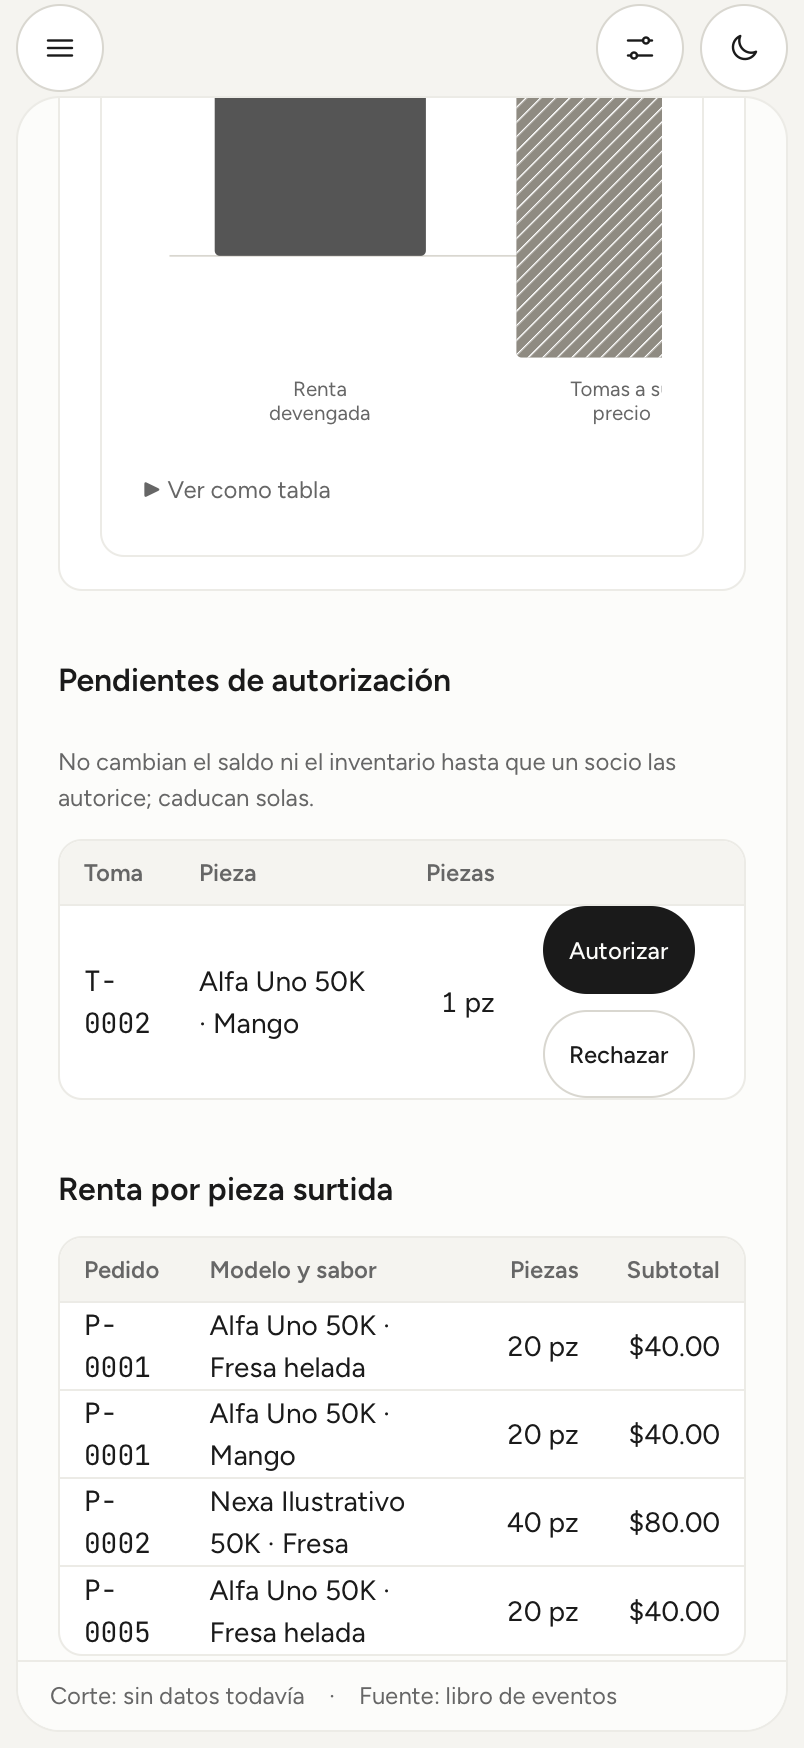 Renta
devengada
Tomas a
precio
Ver como tabla
Pendientes de autorización
No cambian el saldo ni el inventario hasta que un socio las
autorice; caducan solas.
Toma Pieza Piezas
T-
0002
Alfa Uno 50K
· Mango
1 pz
Autorizar
Rechazar
Renta por pieza surtida
Pedido Modelo y sabor Piezas Subtotal
P-
0001
Alfa Uno 50K ·
Fresa helada
20 pz $40.00
P-
0001
Alfa Uno 50K ·
Mango
20 pz $40.00
P-
0002
Nexa Ilustrativo
50K · Fresa
40 pz $80.00
P-
0005
Alfa Uno 50K ·
Fresa helada
20 pz $40.00
Corte: sin datos todavía · Fuente: libro de eventos